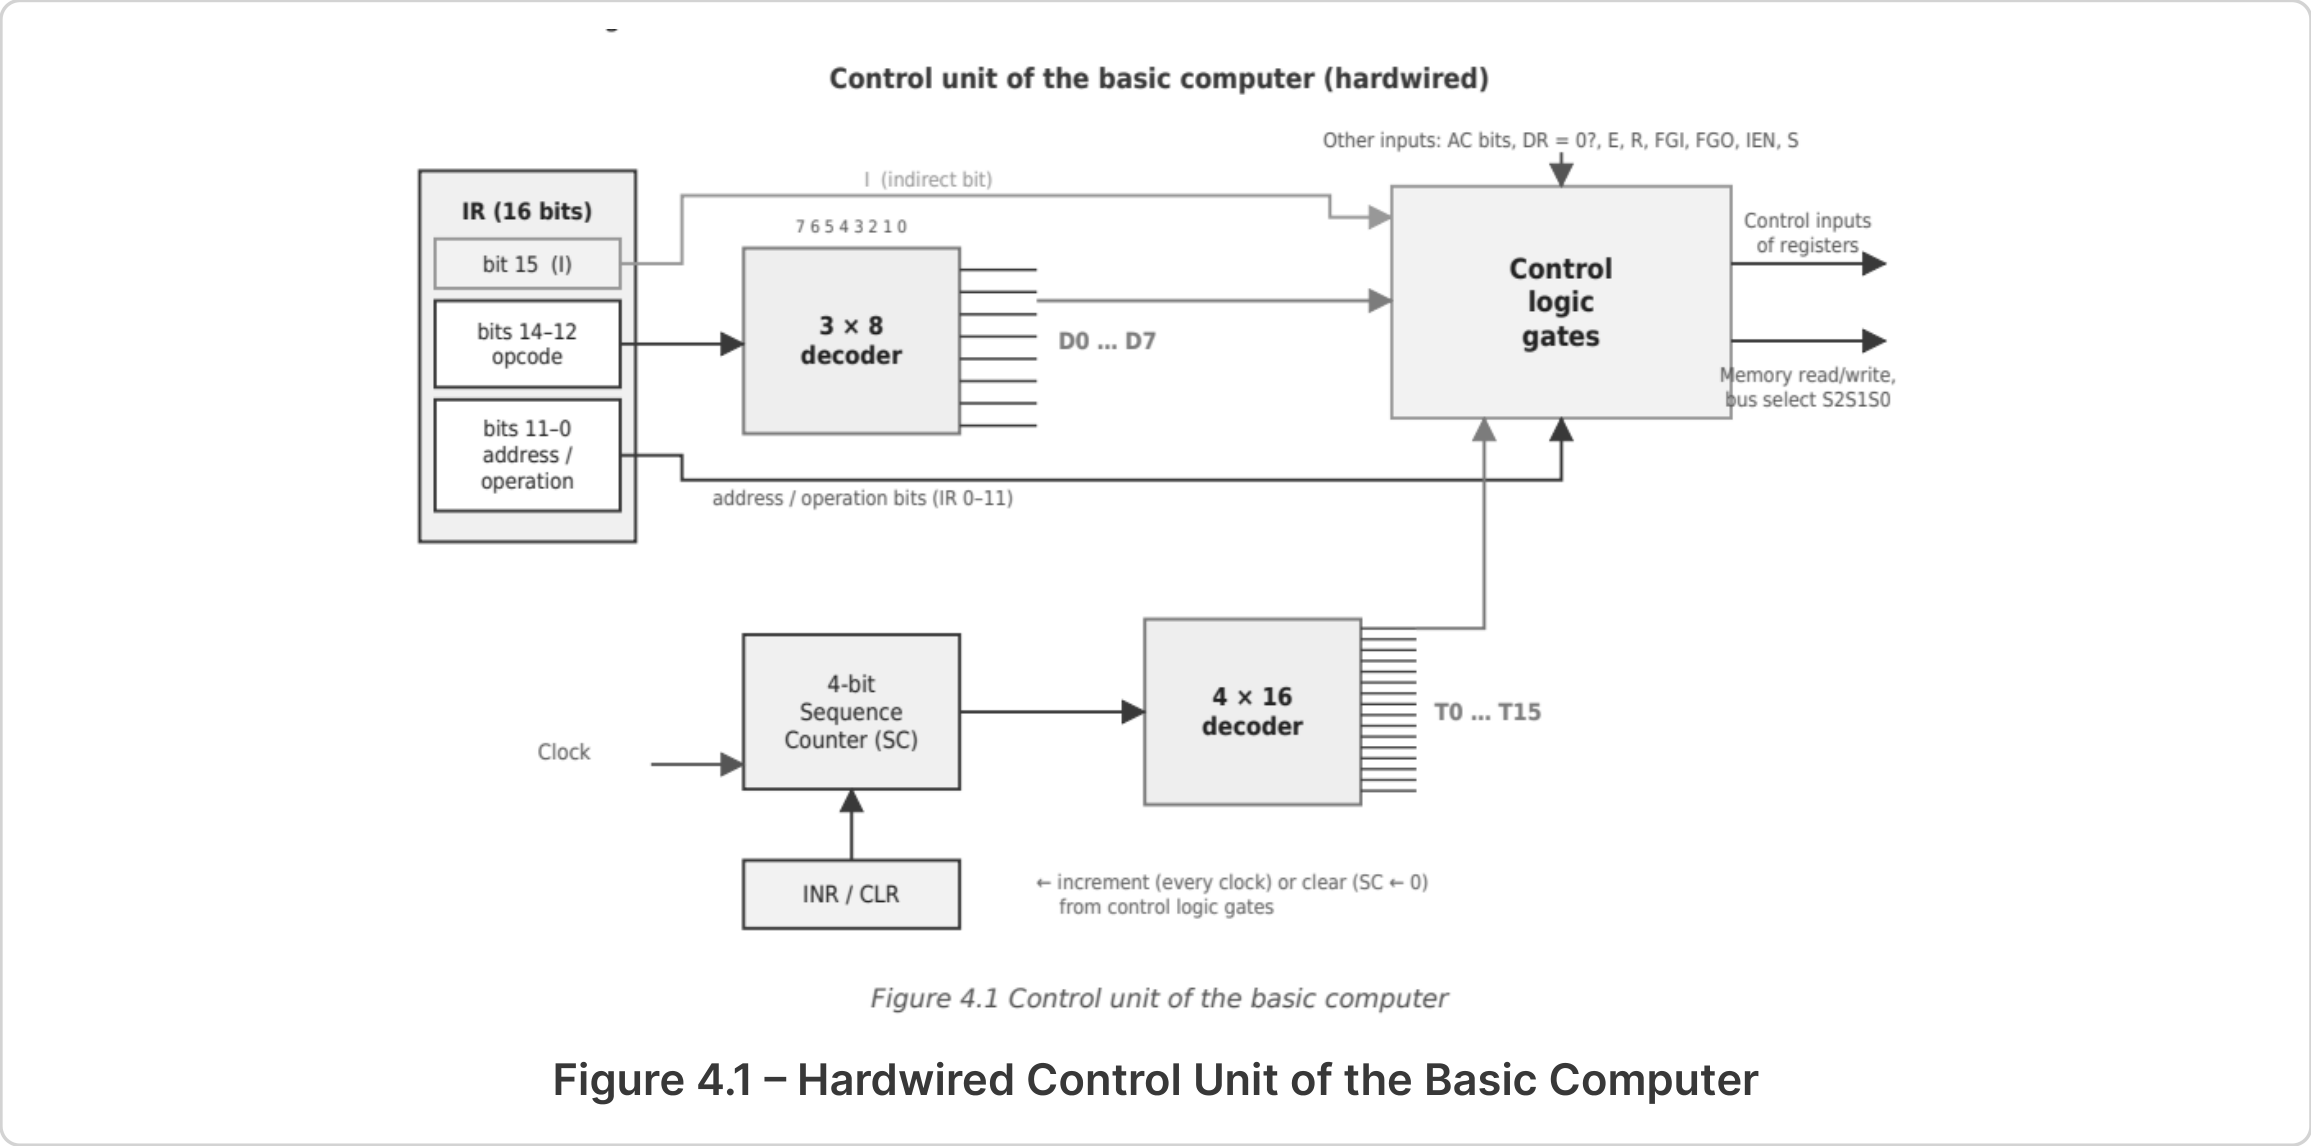 Control unit of the basic computer (hardwired)
Other inputs: AC bits, DR = 0?, E, R, FGI, FGO, IEN, S
I (indirect bit)
IR (16 bits)
7 6 5 4 3 2 1 0
Control inputs
of registers
bit 15 (I)
Control
logic
gates
bits 14–12
opcode
3 × 8
decoder
D0 ... D7
Memory read/write,
bus select S2S1S0
bits 11–0
address /
operation
address / operation bits (IR 0–11)
4-bit
Sequence
Counter (SC)
4 × 16
decoder
T0 ... T15
Clock
INR / CLR
← increment (every clock) or clear (SC ← 0)
from control logic gates
Figure 4.1 Control unit of the basic computer
Figure 4.1 – Hardwired Control Unit of the Basic Computer